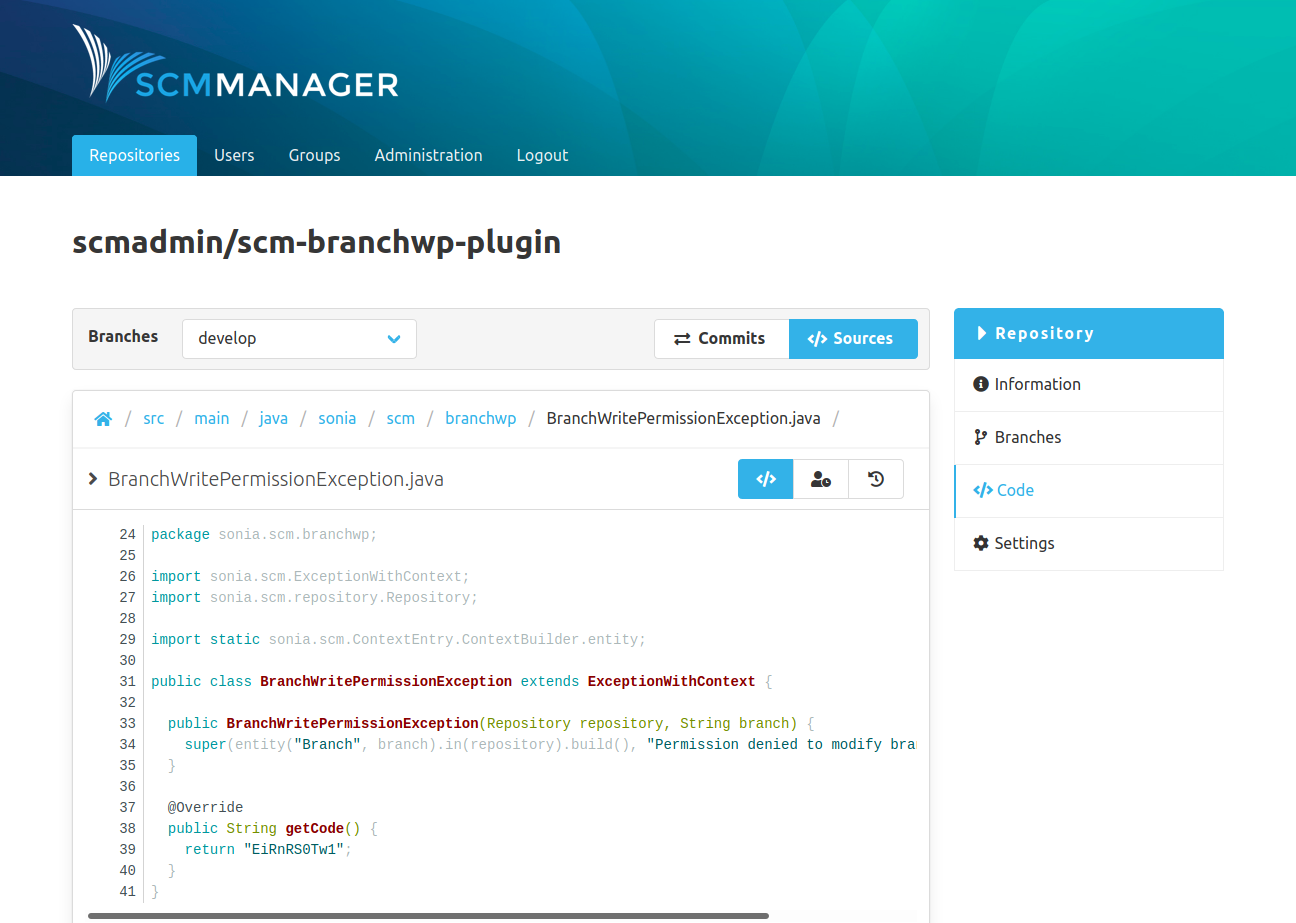 SCMMANAGER
Repositories Users Groups Administration Logout
scmadmin/scm-branchwp-plugin
Branches develop Commits </> Sources
Repository
Information
Branches
</> Code
Settings
/ src / main / java / sonia / scm / branchwp / BranchWritePermissionException.java /
BranchWritePermissionException.java </>
24 package sonia.scm.branchwp;
25
26 import sonia.scm.ExceptionWithContext;
27 import sonia.scm.repository.Repository;
28
29 import static sonia.scm.ContextEntry.ContextBuilder.entity;
30
31 public class BranchWritePermissionException extends ExceptionWithContext {
32
33 public BranchWritePermissionException(Repository repository, String branch) {
34 super(entity("Branch", branch).in(repository).build(), "Permission denied to modify
35 }
36
37 @Override
38 public String getCode() {
39 return "EiRnRS0Tw1";
40 }
41 }